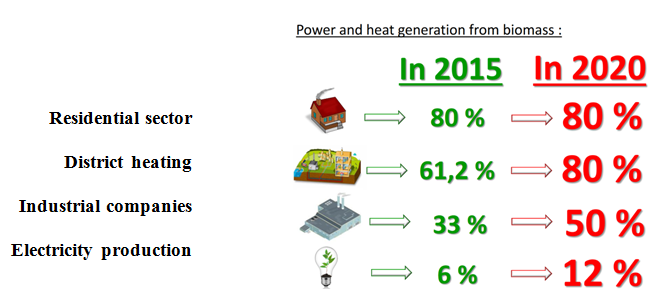 Power and heat generation from biomass :
In 2015 In 2020
Residential sector 80 % 80 %
District heating 61,2 % 80 %
Industrial companies 33 % 50 %
Electricity production 6 % 12 %